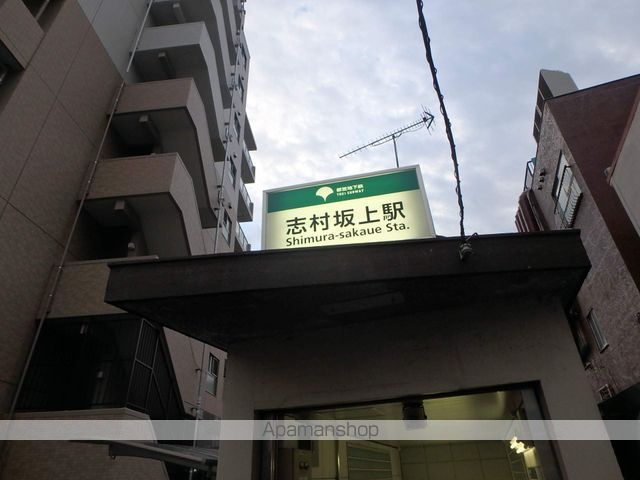 都営地下鉄
TOEI SUBWAY
志村坂上駅
Shimura-sakaue Sta.
Apamanshop